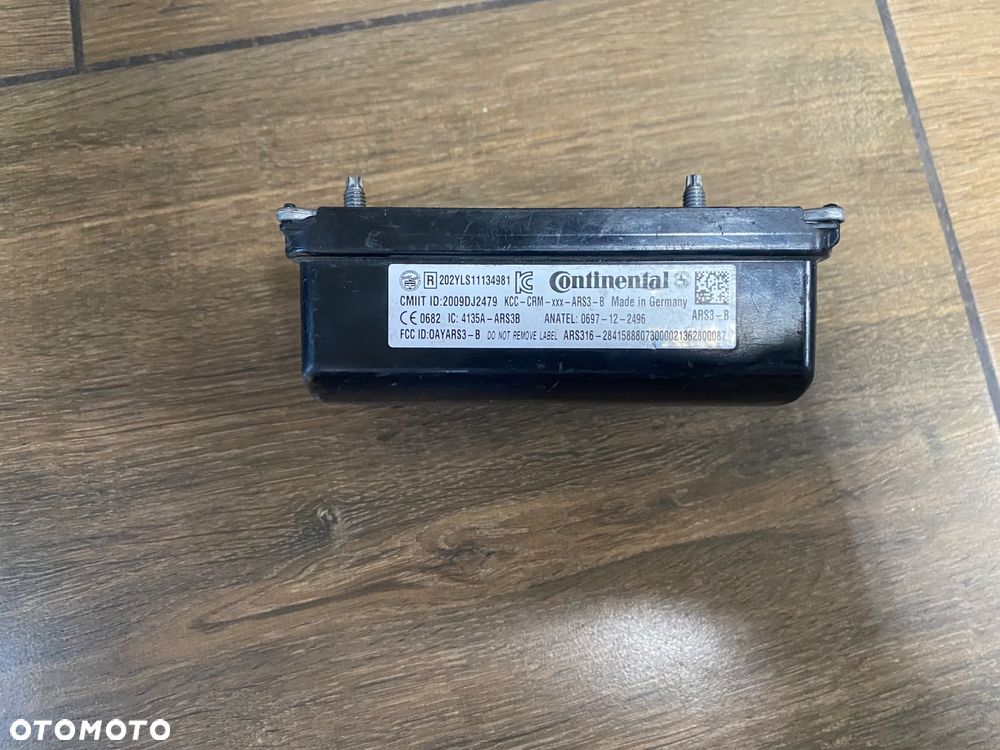 R 202YLS11134981 Continental
CMIIT ID:2009DJ2479 KCC-CRM-xxx-ARS3-B Made in Germany
CE 0682 IC: 4135A-ARS3B ANATEL: 0697-12-2496 ARS3-B
FCC ID:OAYARS3-B DO NOT REMOVE LABEL ARS316-2841588807300002136280008
OTOMOTO